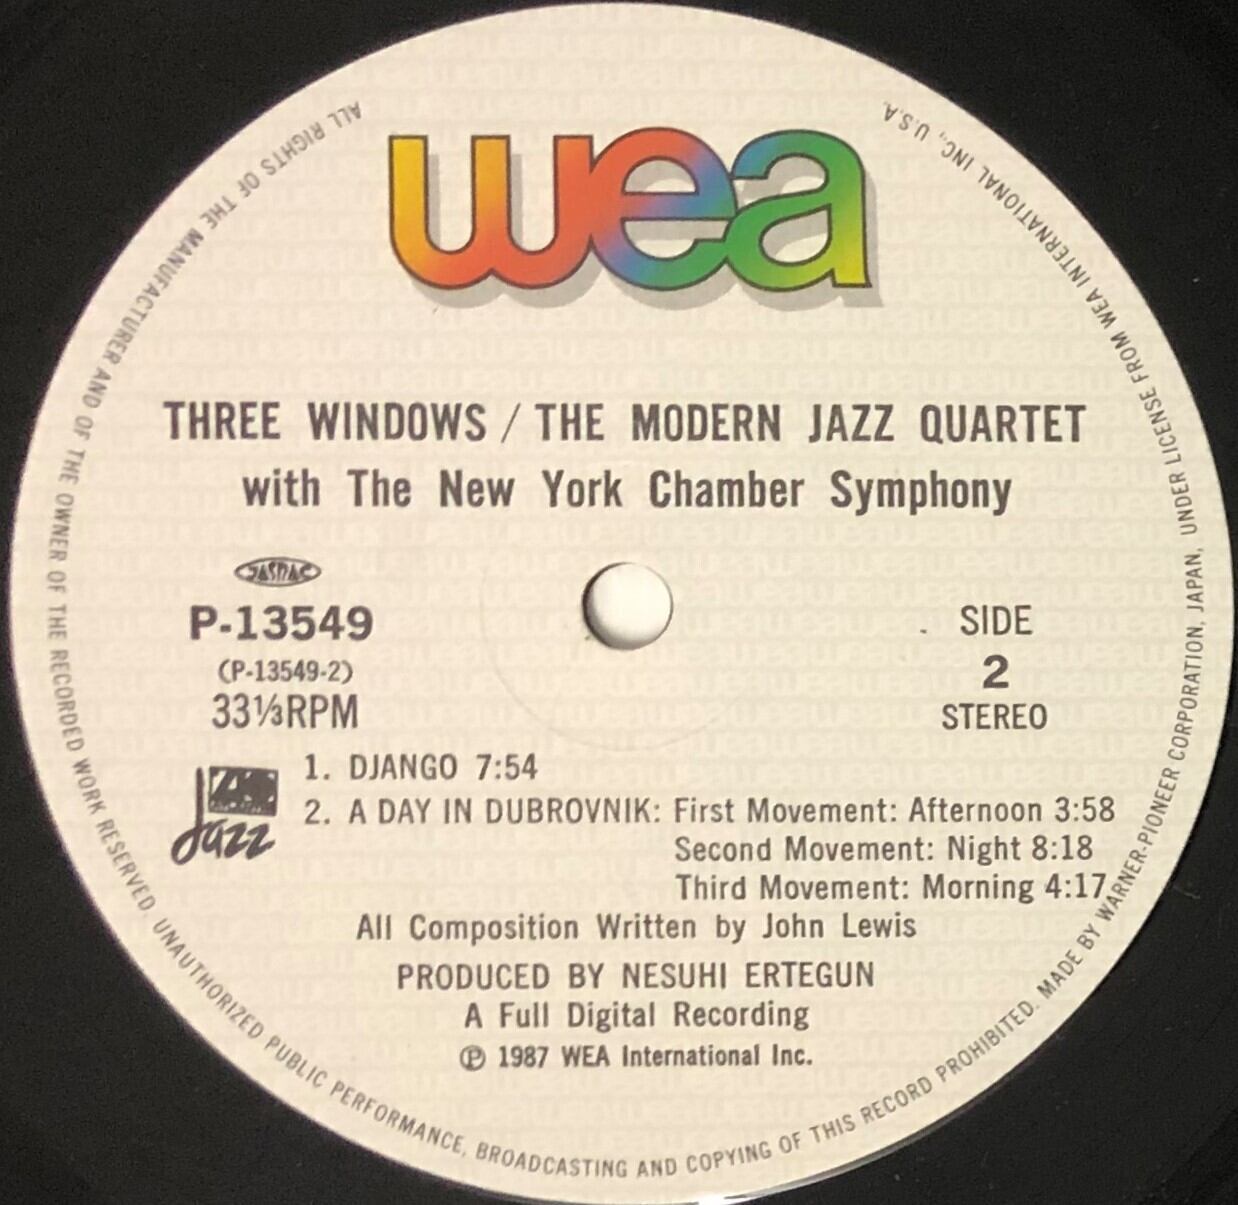 wea
THREE WINDOWS / THE MODERN JAZZ QUARTET
with The New York Chamber Symphony
JASRAC
P-13549
(P-13549-2)
33⅓RPM
SIDE
2
STEREO
Jazz
1. DJANGO 7:54
2. A DAY IN DUBROVNIK: First Movement: Afternoon 3:58
Second Movement: Night 8:18
Third Movement: Morning 4:17
All Composition Written by John Lewis
PRODUCED BY NESUHI ERTEGUN
A Full Digital Recording
℗ 1987 WEA International Inc.
ALL RIGHTS OF THE MANUFACTURER AND OF THE OWNER OF THE RECORDED WORK RESERVED. UNAUTHORIZED PUBLIC PERFORMANCE, BROADCASTING AND COPYING OF THIS RECORD PROHIBITED. MADE BY WARNER-PIONEER CORPORATION, JAPAN, UNDER LICENSE FROM WEA INTERNATIONAL INC., U.S.A.